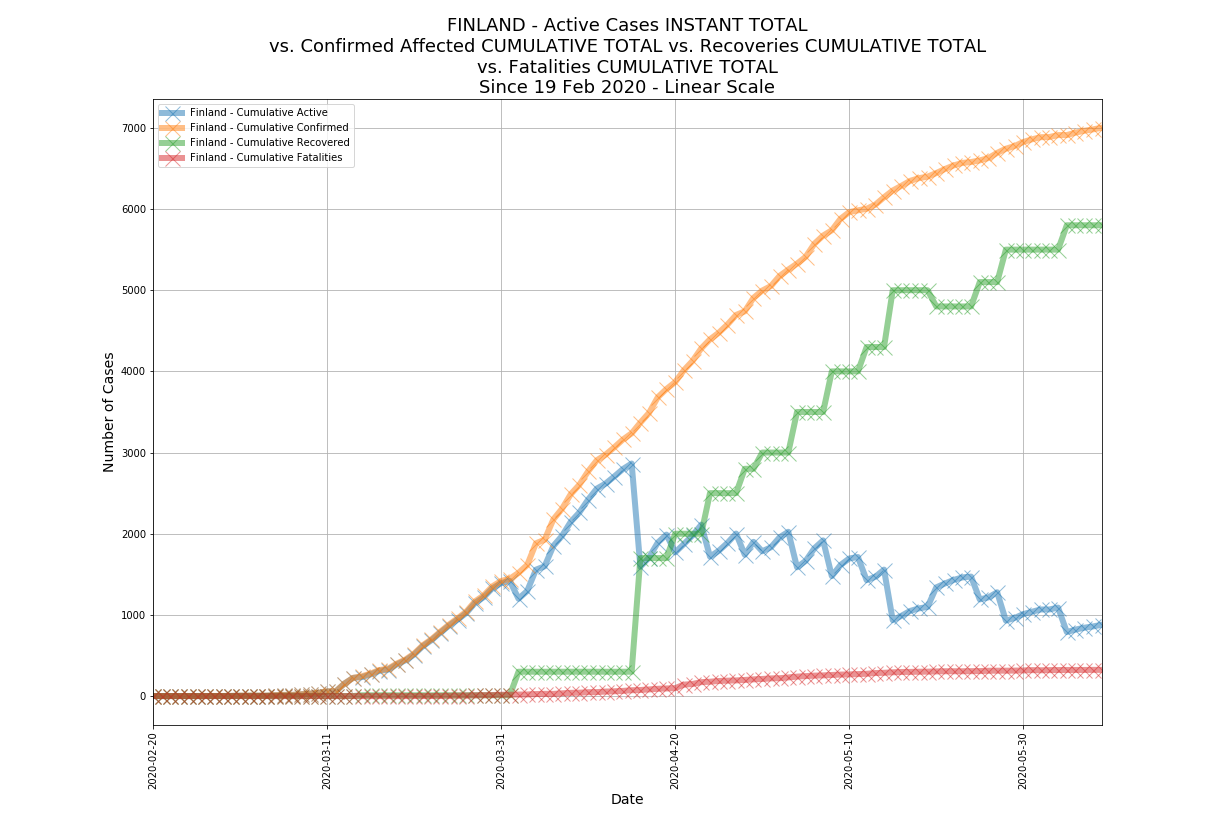 FINLAND - Active Cases INSTANT TOTAL
vs. Confirmed Affected CUMULATIVE TOTAL vs. Recoveries CUMULATIVE TOTAL
vs. Fatalities CUMULATIVE TOTAL
Since 19 Feb 2020 - Linear Scale
Finland - Cumulative Active
Finland - Cumulative Confirmed
Finland - Cumulative Recovered
Finland - Cumulative Fatalities
Number of Cases
7000
6000
5000
4000
3000
2000
1000
0
2020-02-20
2020-03-11
2020-03-31
2020-04-20
2020-05-10
2020-05-30
Date